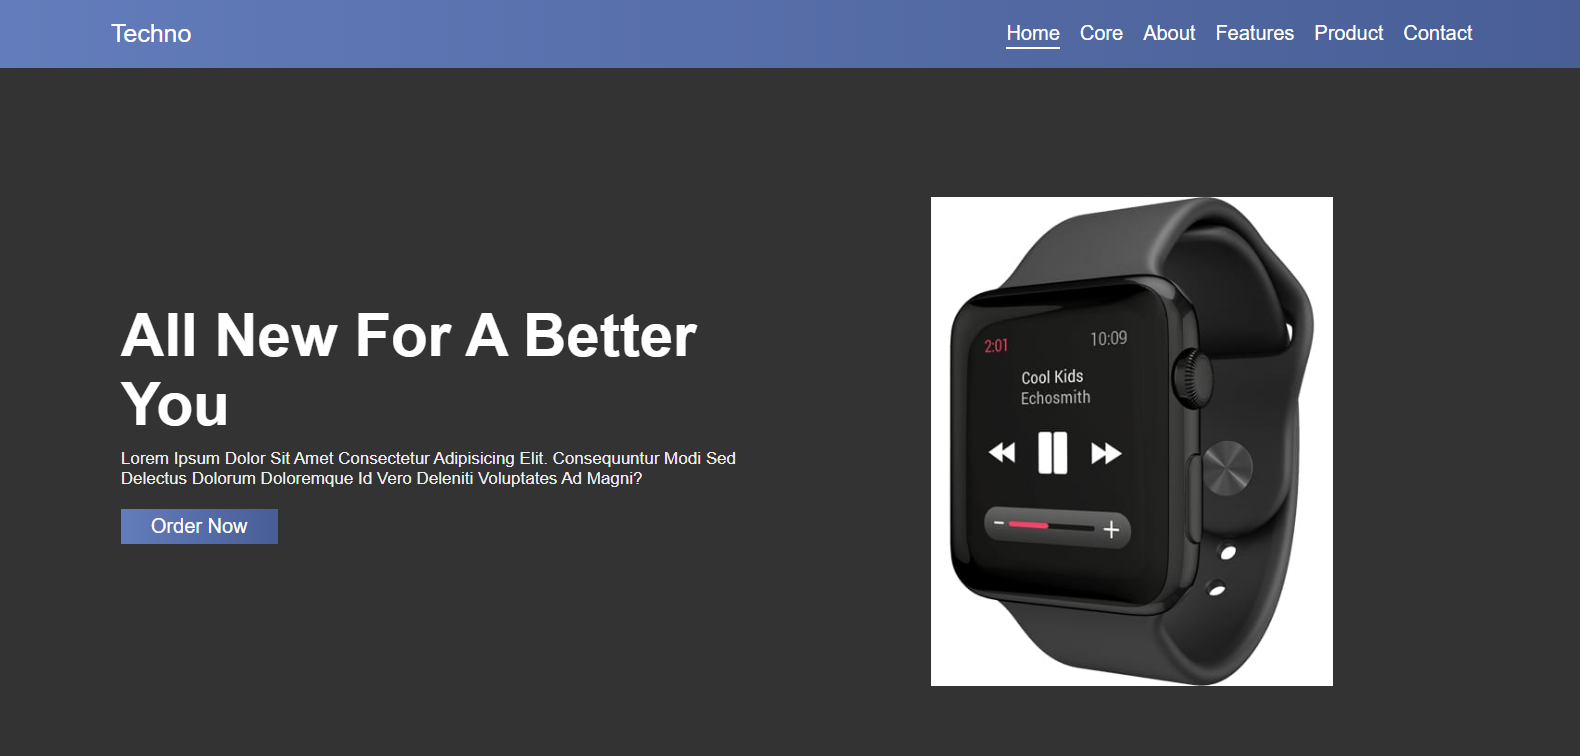 Techno
Home Core About Features Product Contact
All New For A Better
You
Lorem Ipsum Dolor Sit Amet Consectetur Adipisicing Elit. Consequuntur Modi Sed
Delectus Dolorum Doloremque Id Vero Deleniti Voluptates Ad Magni?
Order Now
2:01 10:09
Cool Kids
Echosmith